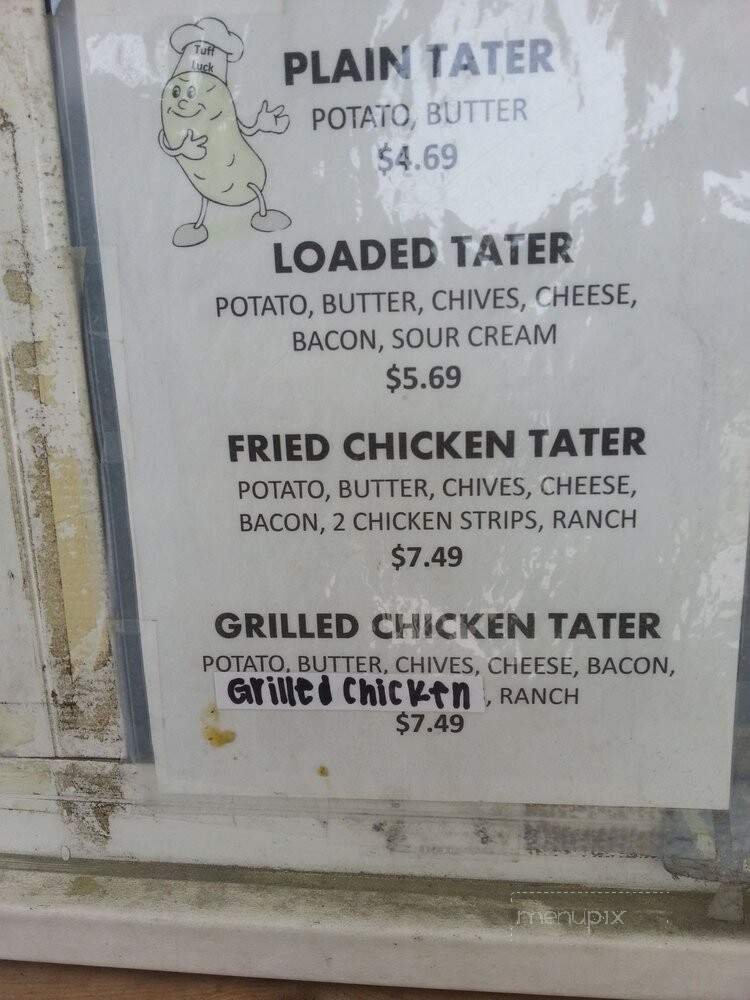 Tuff
Luck
PLAIN TATER
POTATO, BUTTER
$4.69
LOADED TATER
POTATO, BUTTER, CHIVES, CHEESE,
BACON, SOUR CREAM
$5.69
FRIED CHICKEN TATER
POTATO, BUTTER, CHIVES, CHEESE,
BACON, 2 CHICKEN STRIPS, RANCH
$7.49
GRILLED CHICKEN TATER
POTATO, BUTTER, CHIVES, CHEESE, BACON,
Grilled Chicken, RANCH
$7.49
menupix